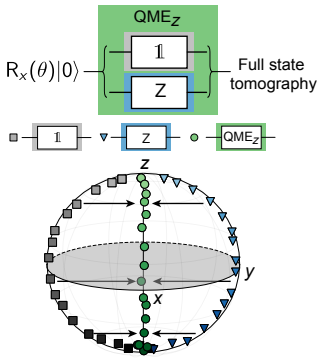 QME_Z
R_x(θ)|0⟩
𝟙
Z
Full state
tomography
𝟙
Z
QME_Z
z
y
x